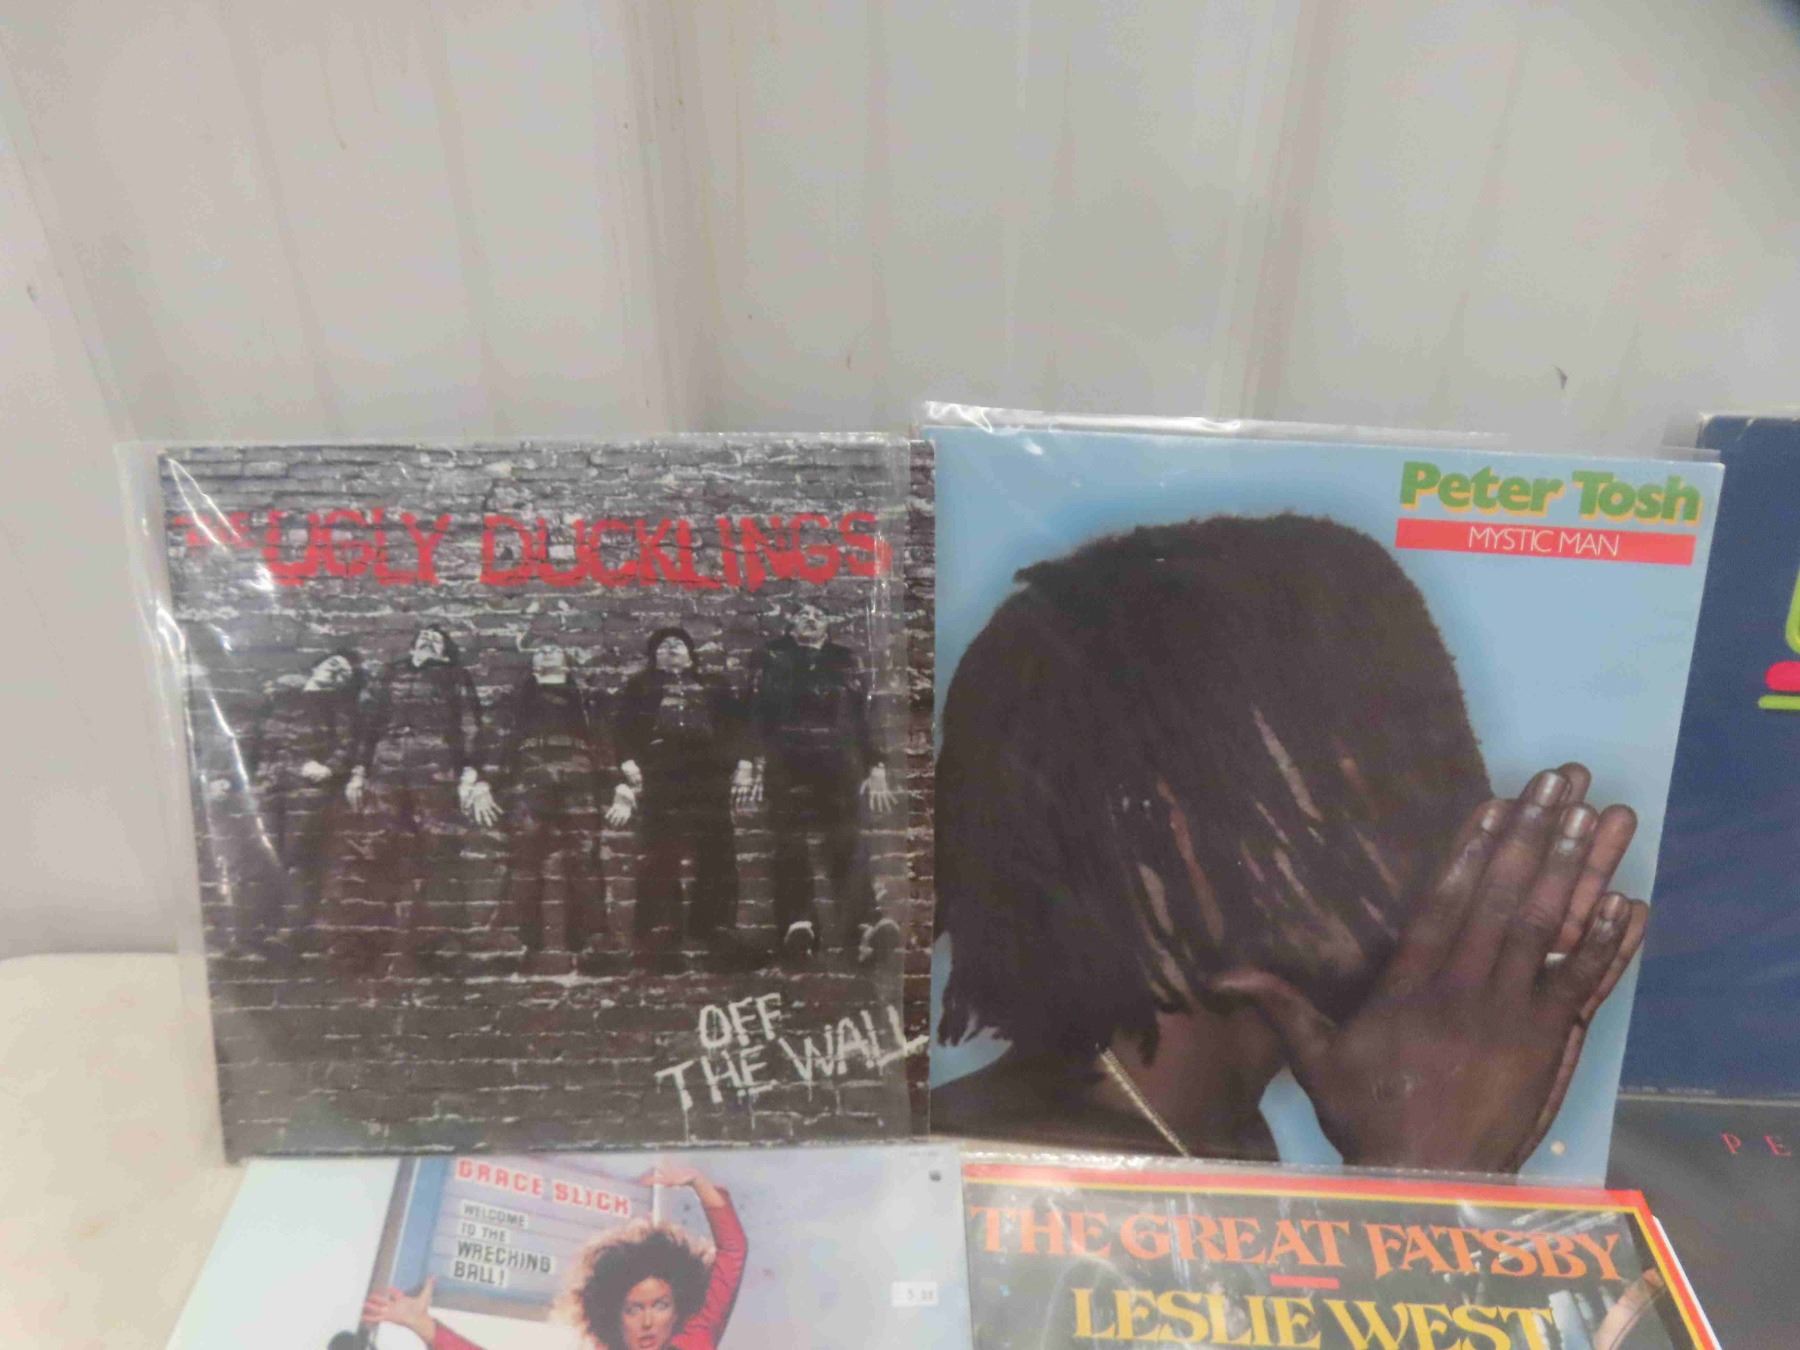 THE UGLY DUCKLINGS
OFF
THE WALL
Peter Tosh
MYSTIC MAN
PE
GRACE SLICK
WELCOME
TO THE
WRECKING
BALL!
THE GREAT FATSBY
LESLIE WEST